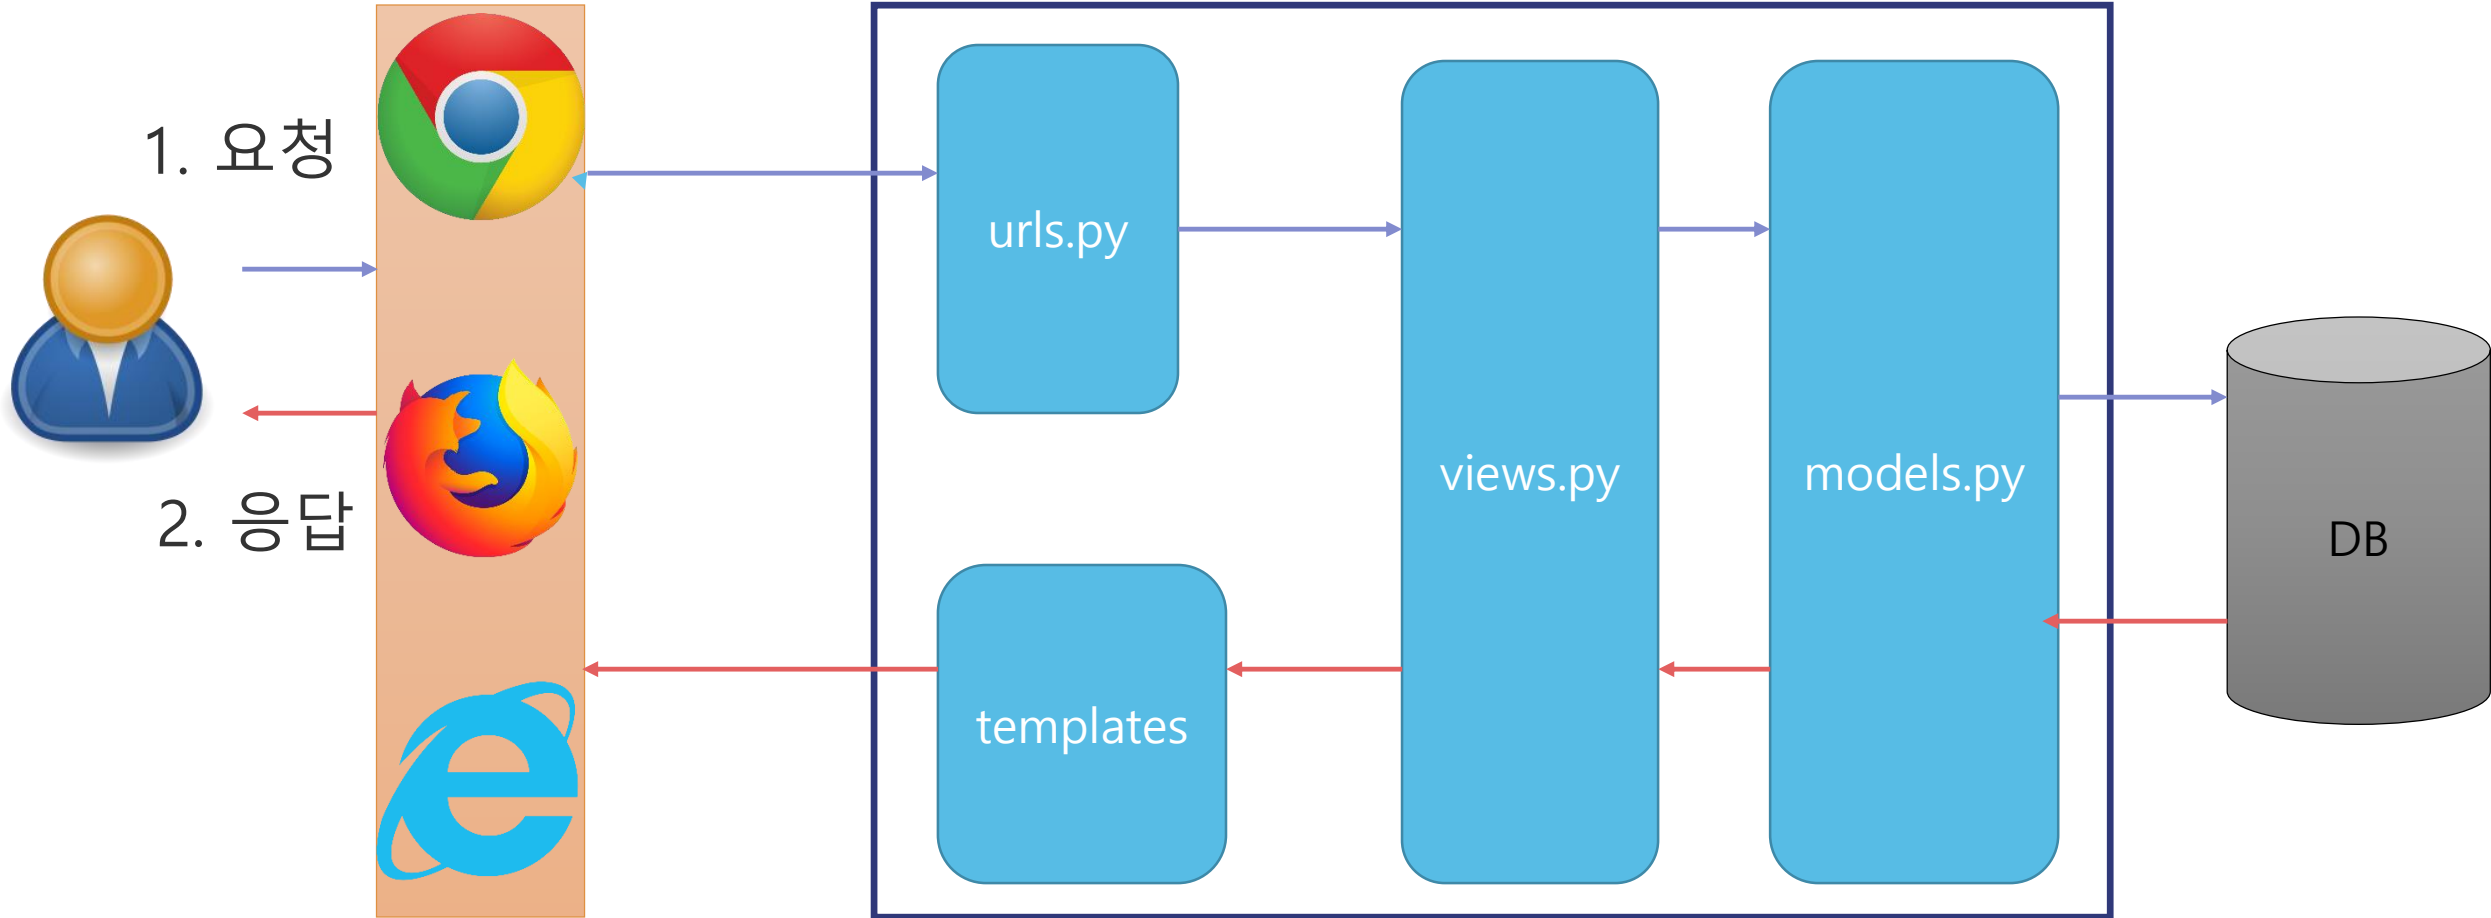 1. 요청
2. 응답
urls.py
views.py
models.py
templates
DB